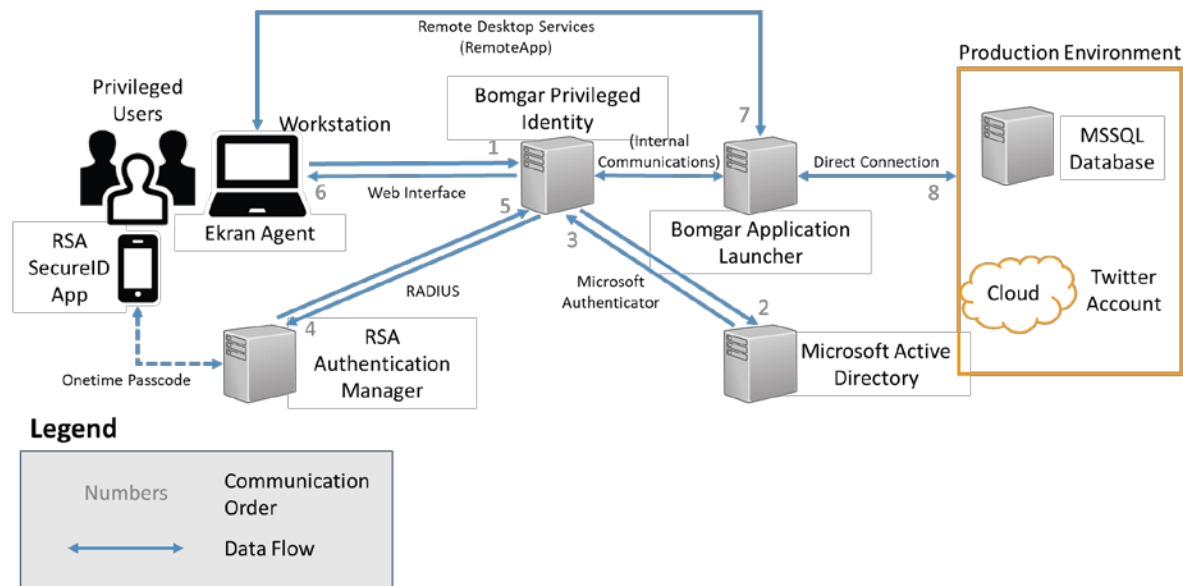 Remote Desktop Services
(RemoteApp)
Production Environment
Privileged
Users
Workstation
Bomgar Privileged
Identity
7
MSSQL
Database
1
(Internal
Communications)
Direct Connection
6
Web Interface
8
5
Ekran Agent
3
Bomgar Application
Launcher
RSA
SecureID
App
Cloud
Twitter
Account
RADIUS
Microsoft
Authenticator
2
4
RSA
Authentication
Manager
Microsoft Active
Directory
Onetime Passcode
Legend
Numbers
Communication
Order
Data Flow